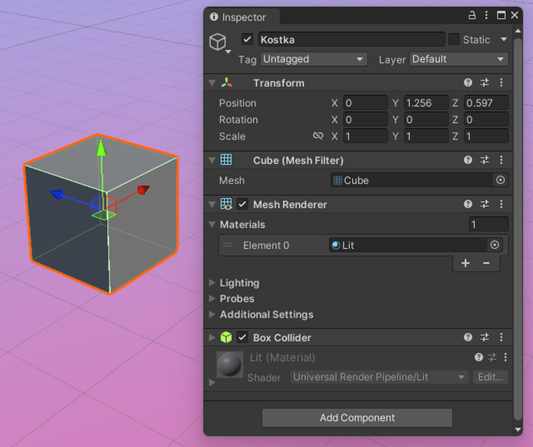 Inspector
Kostka Static
Tag Untagged Layer Default
Transform
Position X 0 Y 1.256 Z 0.597
Rotation X 0 Y 0 Z 0
Scale X 1 Y 1 Z 1
Cube (Mesh Filter)
Mesh Cube
Mesh Renderer
Materials 1
Element 0 Lit
+ −
Lighting
Probes
Additional Settings
Box Collider
Lit (Material)
Shader Universal Render Pipeline/Lit Edit...
Add Component